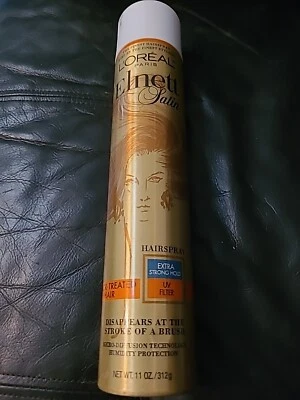 L'ORÉAL
PARIS
Elnett
Satin
HAIRSPRAY
EXTRA
STRONG HOLD
TREATED
HAIR
UV
FILTER
DISAPPEARS AT THE
STROKE OF A BRUSH
MICRO-DIFFUSION TECHNOLOGY
HUMIDITY PROTECTION
NET WT. 11 OZ./312g